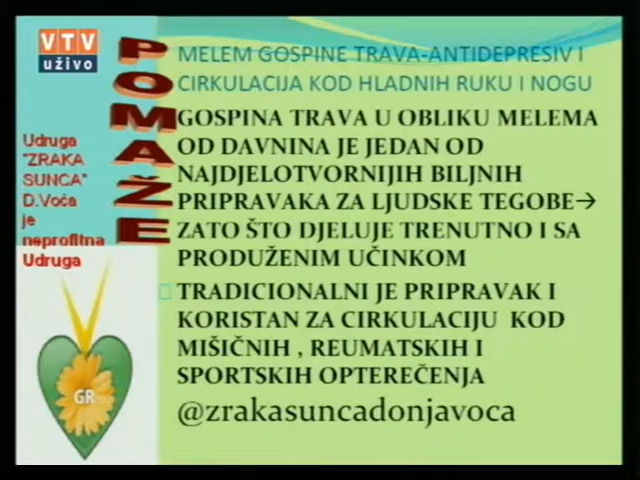 VTV
uživo
POMAŽE
MELEM GOSPINE TRAVA-ANTIDEPRESIV I
CIRKULACIJA KOD HLADNIH RUKU I NOGU
GOSPINA TRAVA U OBLIKU MELEMA
OD DAVNINA JE JEDAN OD
NAJDJELOTVORNIJIH BILJNIH
PRIPRAVAKA ZA LJUDSKE TEGOBE→
ZATO ŠTO DJELUJE TRENUTNO I SA
PRODUŽENIM UČINKOM
TRADICIONALNI JE PRIPRAVAK I
KORISTAN ZA CIRKULACIJU KOD
MIŠIČNIH , REUMATSKIH I
SPORTSKIH OPTEREČENJA
@zrakasuncadonjavoca
Udruga
"ZRAKA
SUNCA"
D.Voća
je
neprofitna
Udruga
GR